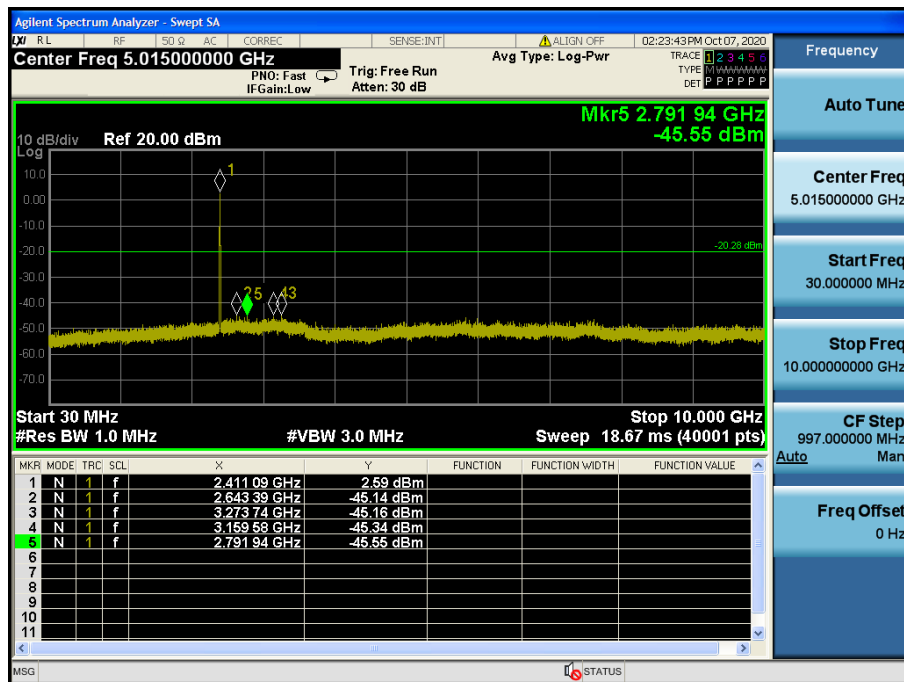 Agilent Spectrum Analyzer - Swept SA
LXI RL RF 50 Ω AC CORREC SENSE:INT ALIGN OFF 02:23:43 PM Oct 07, 2020
Center Freq 5.015000000 GHz
PNO: Fast
IFGain:Low
Trig: Free Run
Atten: 30 dB
Avg Type: Log-Pwr
TRACE 1 2 3 4 5 6
TYPE M WWWWW
DET P P P P P P
Mkr5 2.791 94 GHz
-45.55 dBm
10 dB/div Ref 20.00 dBm
Log
10.0
0.00
-10.0
-20.0
-30.0
-40.0
-50.0
-60.0
-70.0
1
2 5 4 3
-20.28 dBm
Start 30 MHz Stop 10.000 GHz
#Res BW 1.0 MHz #VBW 3.0 MHz Sweep 18.67 ms (40001 pts)
MKR MODE TRC SCL X Y FUNCTION FUNCTION WIDTH FUNCTION VALUE
1 N 1 f 2.411 09 GHz 2.59 dBm
2 N 1 f 2.643 39 GHz -45.14 dBm
3 N 1 f 3.273 74 GHz -45.16 dBm
4 N 1 f 3.159 58 GHz -45.34 dBm
5 N 1 f 2.791 94 GHz -45.55 dBm
6
7
8
9
10
11
MSG STATUS
Frequency
Auto Tune
Center Freq
5.015000000 GHz
Start Freq
30.000000 MHz
Stop Freq
10.000000000 GHz
CF Step
997.000000 MHz
Auto Man
Freq Offset
0 Hz